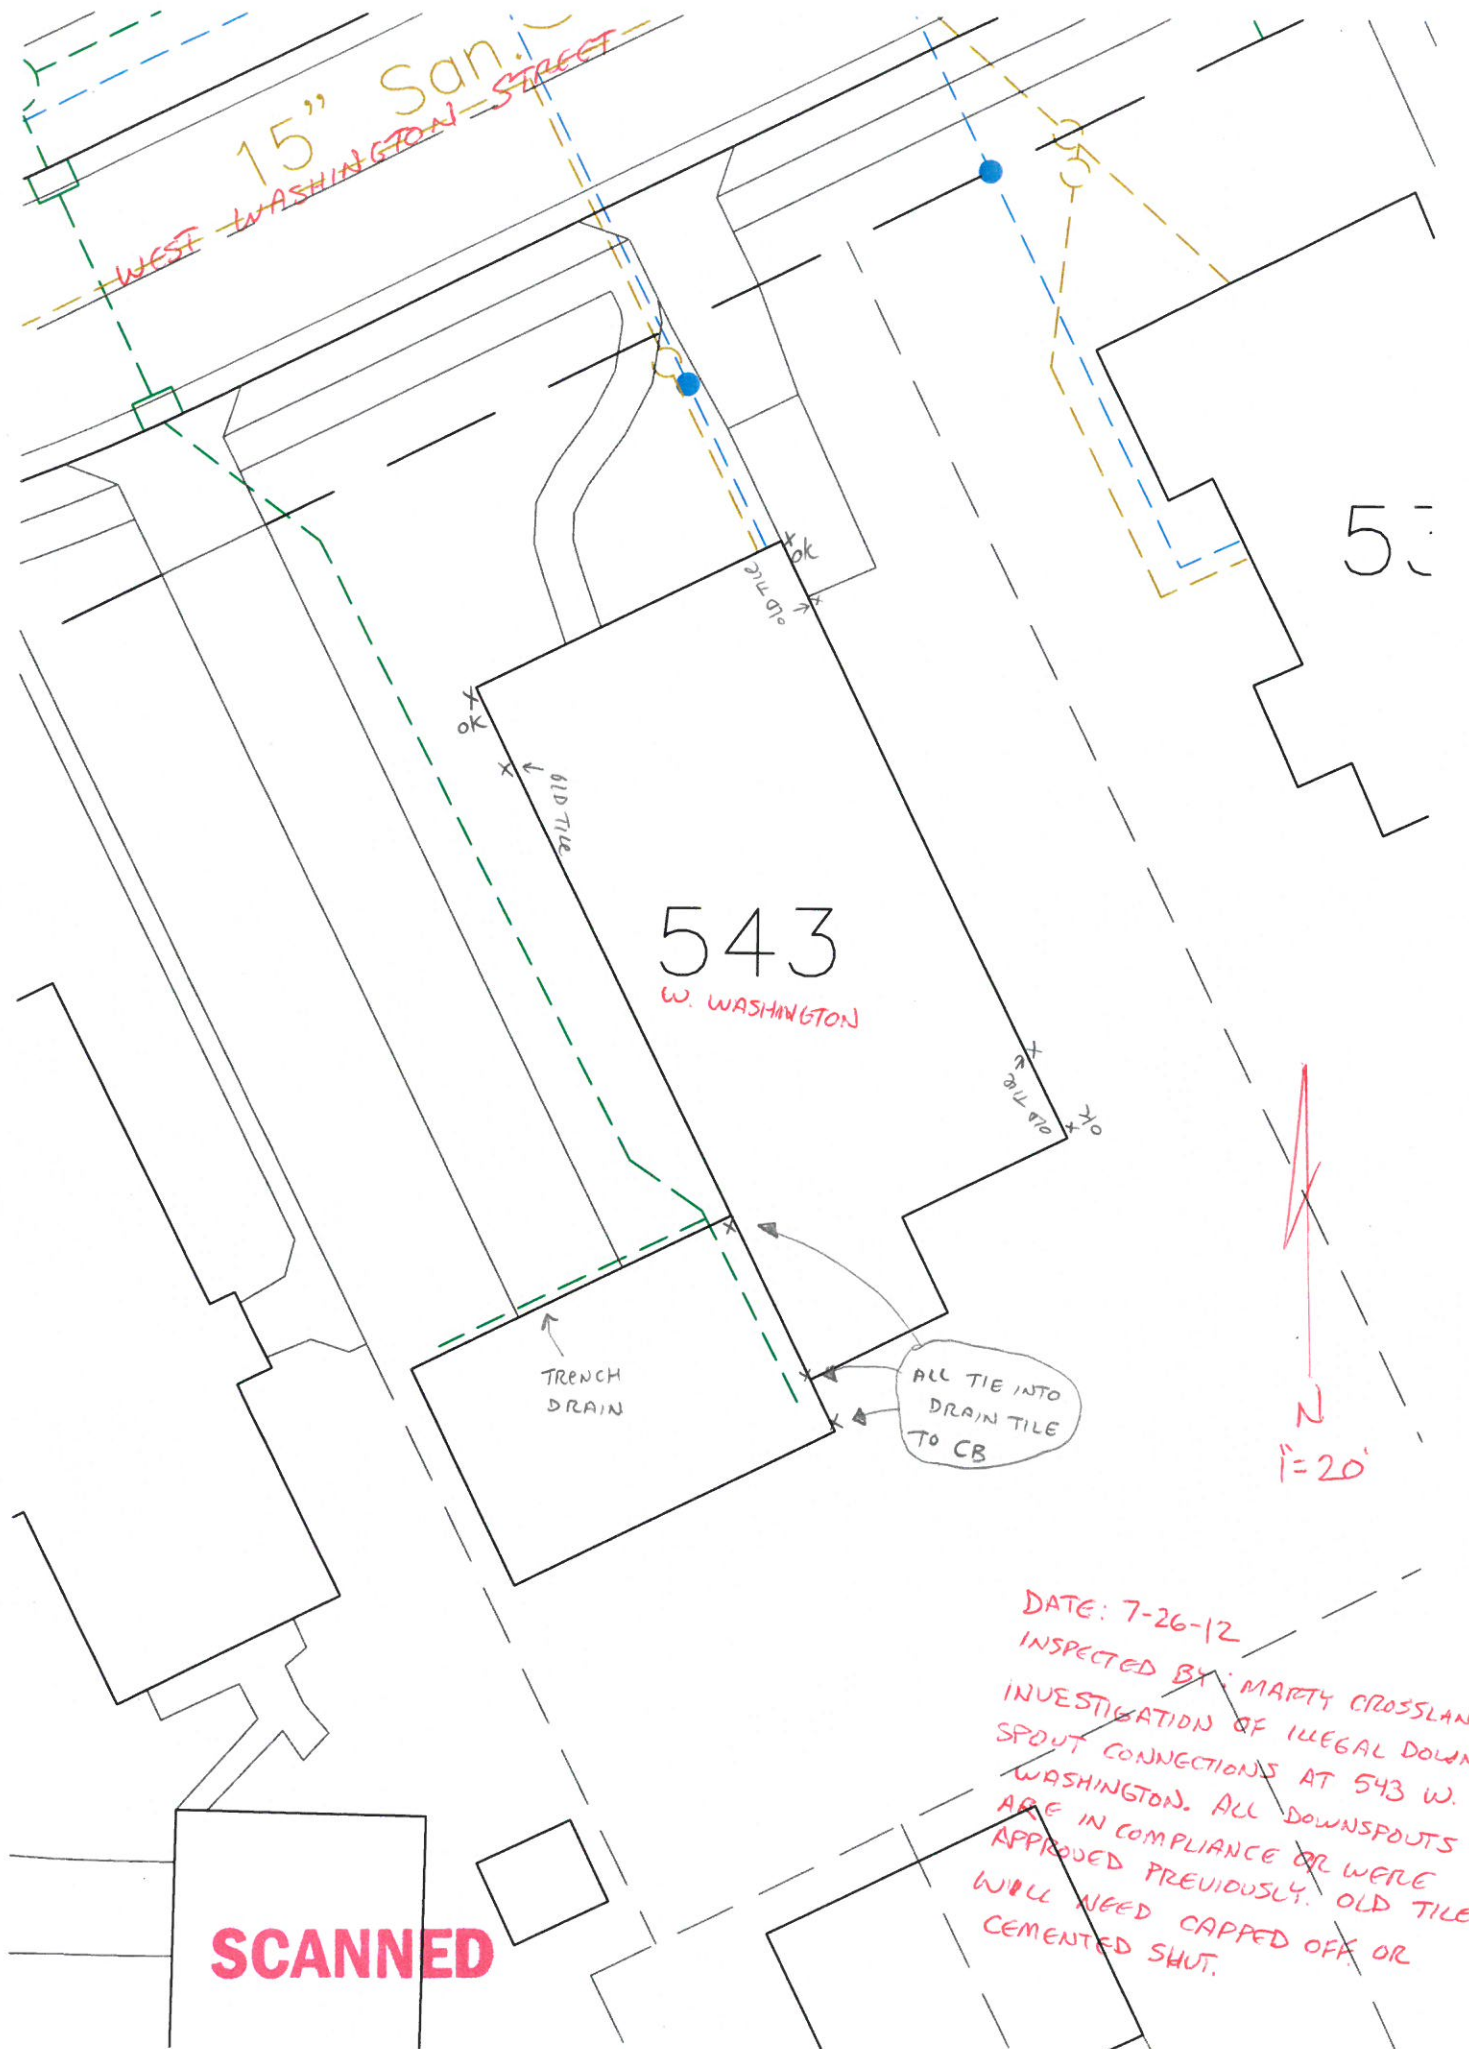 15” San.
WEST WASHINGTON STREET
OK
OLD TILE
OK
OLD TILE
543
W. WASHINGTON
OLD TILE
OK
TRENCH
DRAIN
ALL TIE INTO
DRAIN TILE
TO CB
N
1"=20'
DATE: 7-26-12
INSPECTED BY: MARTY CROSSLAN
INVESTIGATION OF ILLEGAL DOWN
SPOUT CONNECTIONS AT 543 W.
WASHINGTON. ALL DOWNSPOUTS
ARE IN COMPLIANCE OR WERE
APPROVED PREVIOUSLY. OLD TILE
WILL NEED CAPPED OFF OR
CEMENTED SHUT.
SCANNED